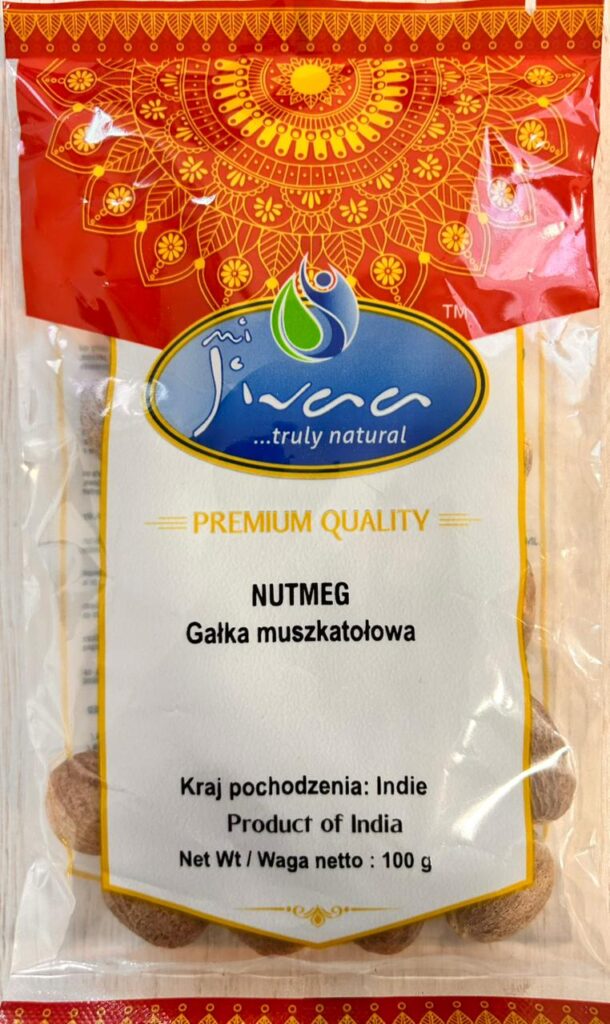 TM
mi
Jivaa
...truly natural
PREMIUM QUALITY
NUTMEG
Gałka muszkatołowa
Kraj pochodzenia: Indie
Product of India
Net Wt / Waga netto : 100 g